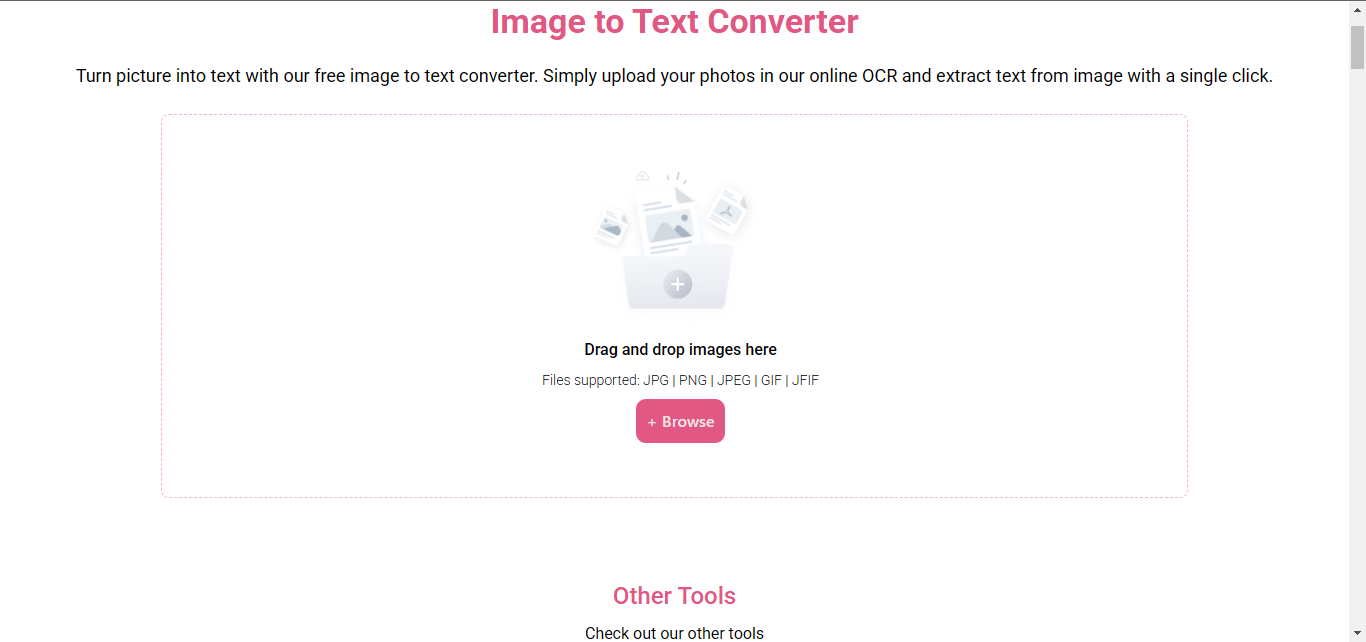 Image to Text Converter
Turn picture into text with our free image to text converter. Simply upload your photos in our online OCR and extract text from image with a single click.
Drag and drop images here
Files supported: JPG | PNG | JPEG | GIF | JFIF
+ Browse
Other Tools
Check out our other tools